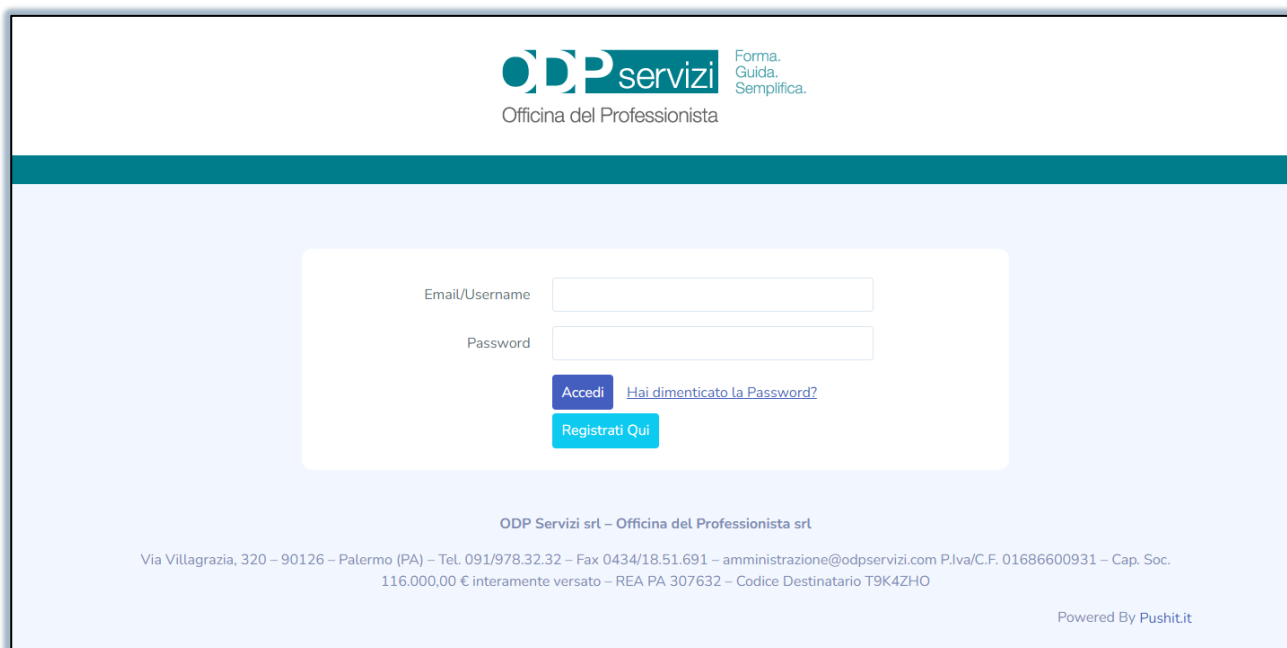 ODP servizi
Forma.
Guida.
Semplifica.
Officina del Professionista
Email/Username
Password
Accedi Hai dimenticato la Password?
Registrati Qui
ODP Servizi srl – Officina del Professionista srl
Via Villagrazia, 320 – 90126 – Palermo (PA) – Tel. 091/978.32.32 – Fax 0434/18.51.691 – amministrazione@odpservizi.com P.Iva/C.F. 01686600931 – Cap. Soc.
116.000,00 € interamente versato – REA PA 307632 – Codice Destinatario T9K4ZHO
Powered By Pushit.it